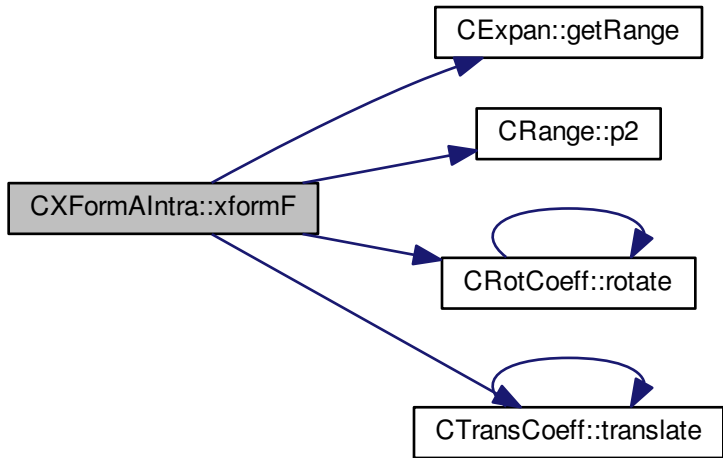 CExpan::getRange
CRange::p2
CXFormAIntra::xformF
CRotCoeff::rotate
CTransCoeff::translate